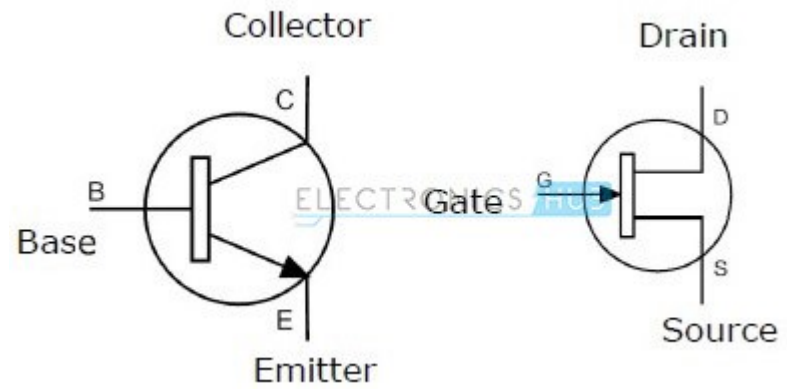 Collector
Drain
C
D
B
G
ELECTRONICS HUB
Gate
Base
S
E
Source
Emitter